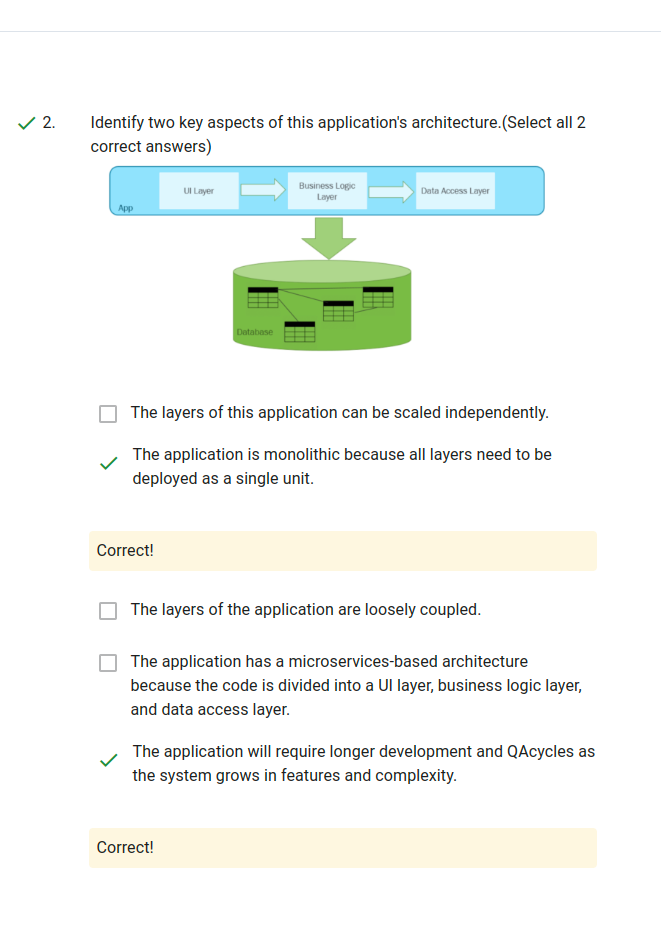 2.
Identify two key aspects of this application's architecture.(Select all 2
correct answers)
UI Layer
Business Logic
Layer
Data Access Layer
App
Database
The layers of this application can be scaled independently.
The application is monolithic because all layers need to be
deployed as a single unit.
Correct!
The layers of the application are loosely coupled.
The application has a microservices-based architecture
because the code is divided into a UI layer, business logic layer,
and data access layer.
The application will require longer development and QAcycles as
the system grows in features and complexity.
Correct!